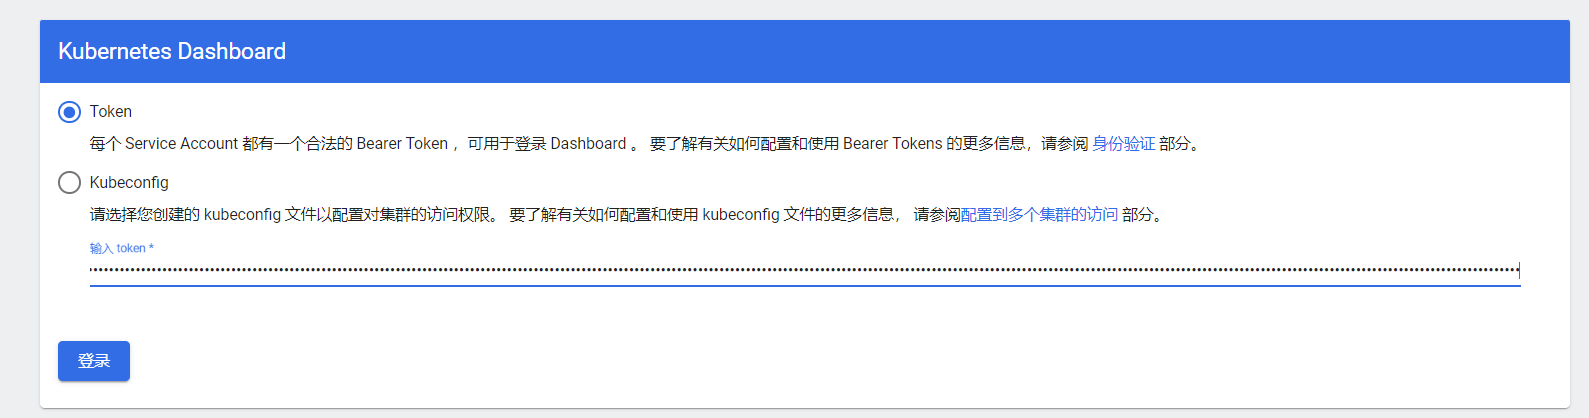 Kubernetes Dashboard
Token
每个 Service Account 都有一个合法的 Bearer Token ，可用于登录 Dashboard 。 要了解有关如何配置和使用 Bearer Tokens 的更多信息，请参阅 身份验证 部分。
Kubeconfig
请选择您创建的 kubeconfig 文件以配置对集群的访问权限。 要了解有关如何配置和使用 kubeconfig 文件的更多信息， 请参阅配置到多个集群的访问 部分。
输入 token *
登录